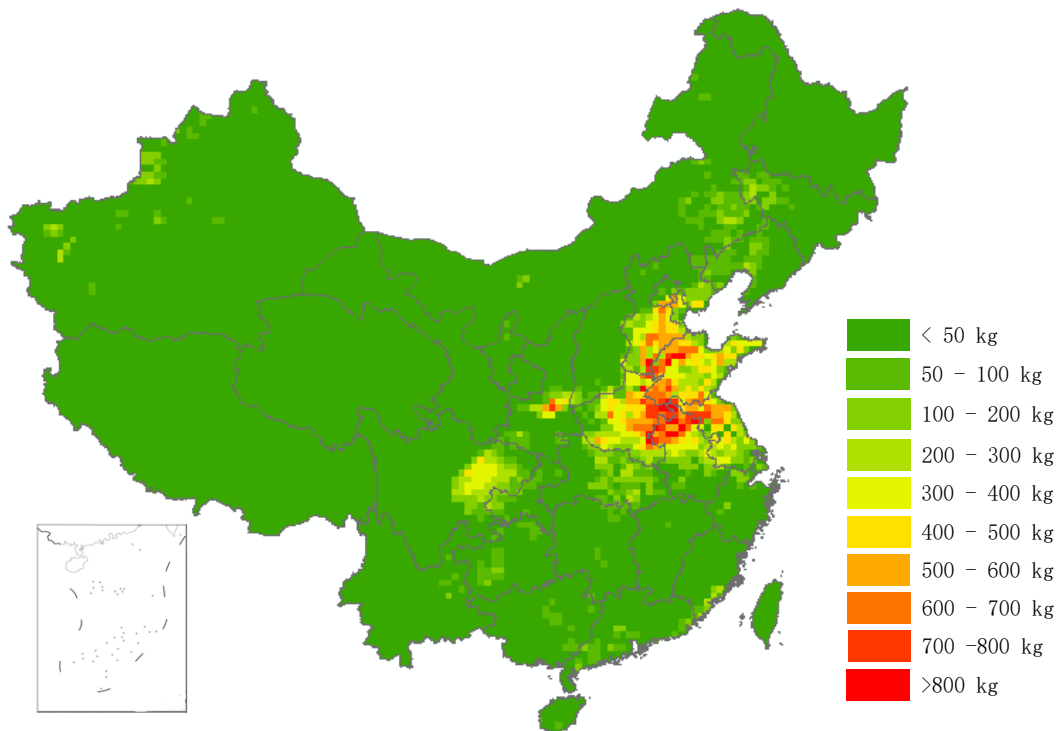 < 50 kg
50 - 100 kg
100 - 200 kg
200 - 300 kg
300 - 400 kg
400 - 500 kg
500 - 600 kg
600 - 700 kg
700 -800 kg
>800 kg